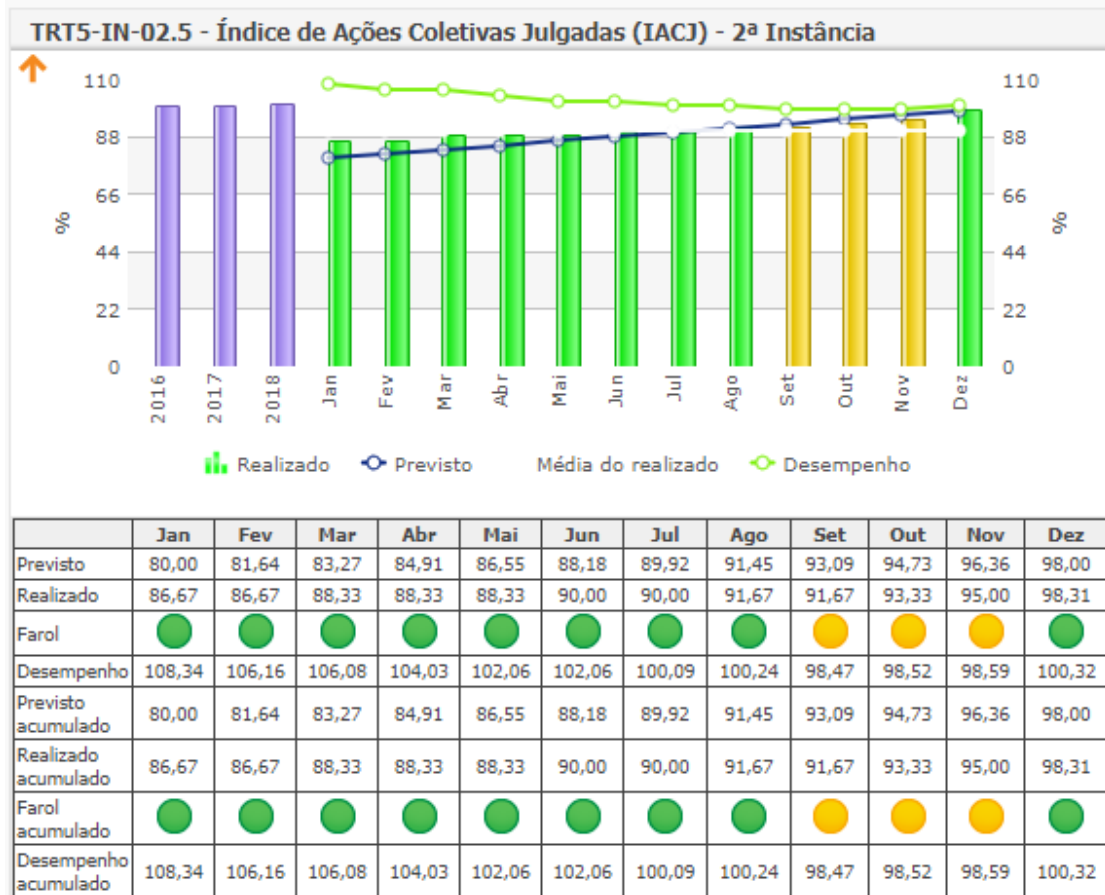 TRT5-IN-02.5 - Índice de Ações Coletivas Julgadas (IACJ) - 2ª Instância
110 110
88 88
66 66
% %
44 44
22 22
0 0
2016 2017 2018 Jan Fev Mar Abr Mai Jun Jul Ago Set Out Nov Dez
Realizado Previsto Média do realizado Desempenho
Jan Fev Mar Abr Mai Jun Jul Ago Set Out Nov Dez
Previsto 80,00 81,64 83,27 84,91 86,55 88,18 89,92 91,45 93,09 94,73 96,36 98,00
Realizado 86,67 86,67 88,33 88,33 88,33 90,00 90,00 91,67 91,67 93,33 95,00 98,31
Farol
Desempenho 108,34 106,16 106,08 104,03 102,06 102,06 100,09 100,24 98,47 98,52 98,59 100,32
Previsto
acumulado 80,00 81,64 83,27 84,91 86,55 88,18 89,92 91,45 93,09 94,73 96,36 98,00
Realizado
acumulado 86,67 86,67 88,33 88,33 88,33 90,00 90,00 91,67 91,67 93,33 95,00 98,31
Farol
acumulado
Desempenho
acumulado 108,34 106,16 106,08 104,03 102,06 102,06 100,09 100,24 98,47 98,52 98,59 100,32